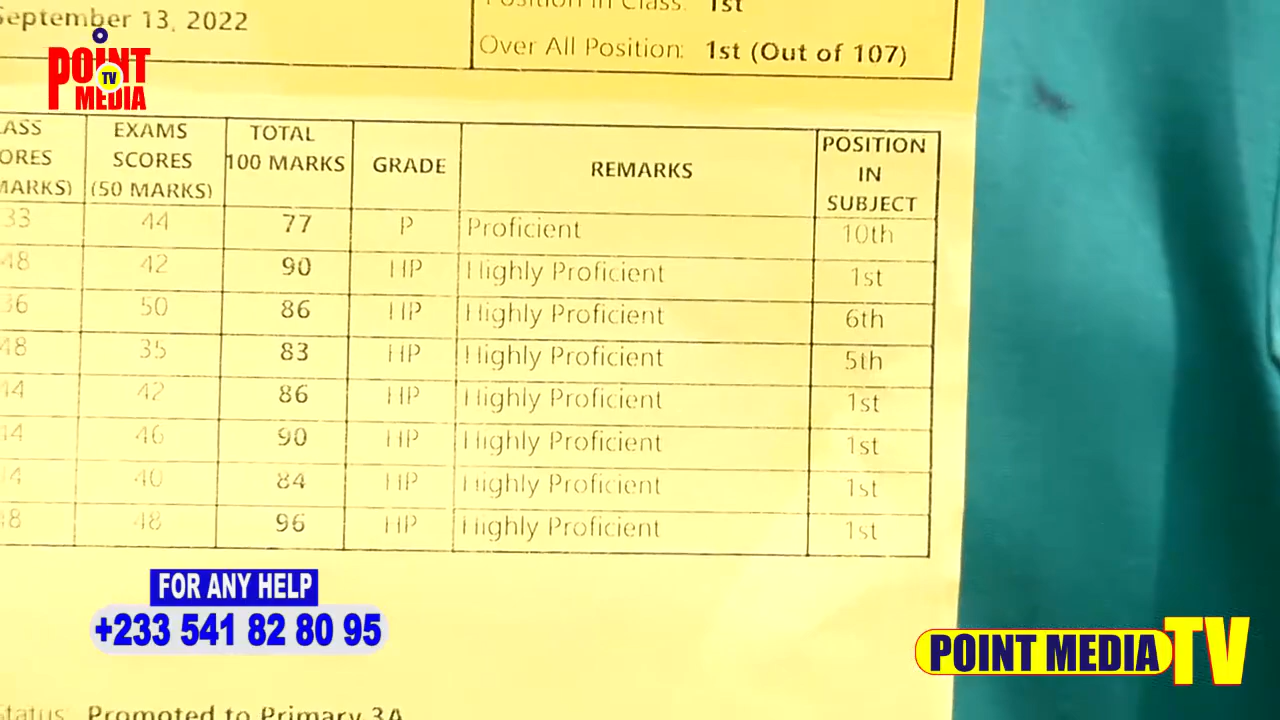 September 13, 2022
Position in Class: 1st
Over All Position: 1st (Out of 107)
POINT
TV
MEDIA
EXAMS SCORES (50 MARKS) TOTAL 100 MARKS GRADE REMARKS POSITION IN SUBJECT
33 44 77 P Proficient 10th
48 42 90 HP Highly Proficient 1st
36 50 86 HP Highly Proficient 6th
48 35 83 HP Highly Proficient 5th
44 42 86 HP Highly Proficient 1st
44 46 90 HP Highly Proficient 1st
44 40 84 HP Highly Proficient 1st
48 48 96 HP Highly Proficient 1st
FOR ANY HELP
+233 541 82 80 95
POINT MEDIA TV
Status: Promoted to Primary 3A